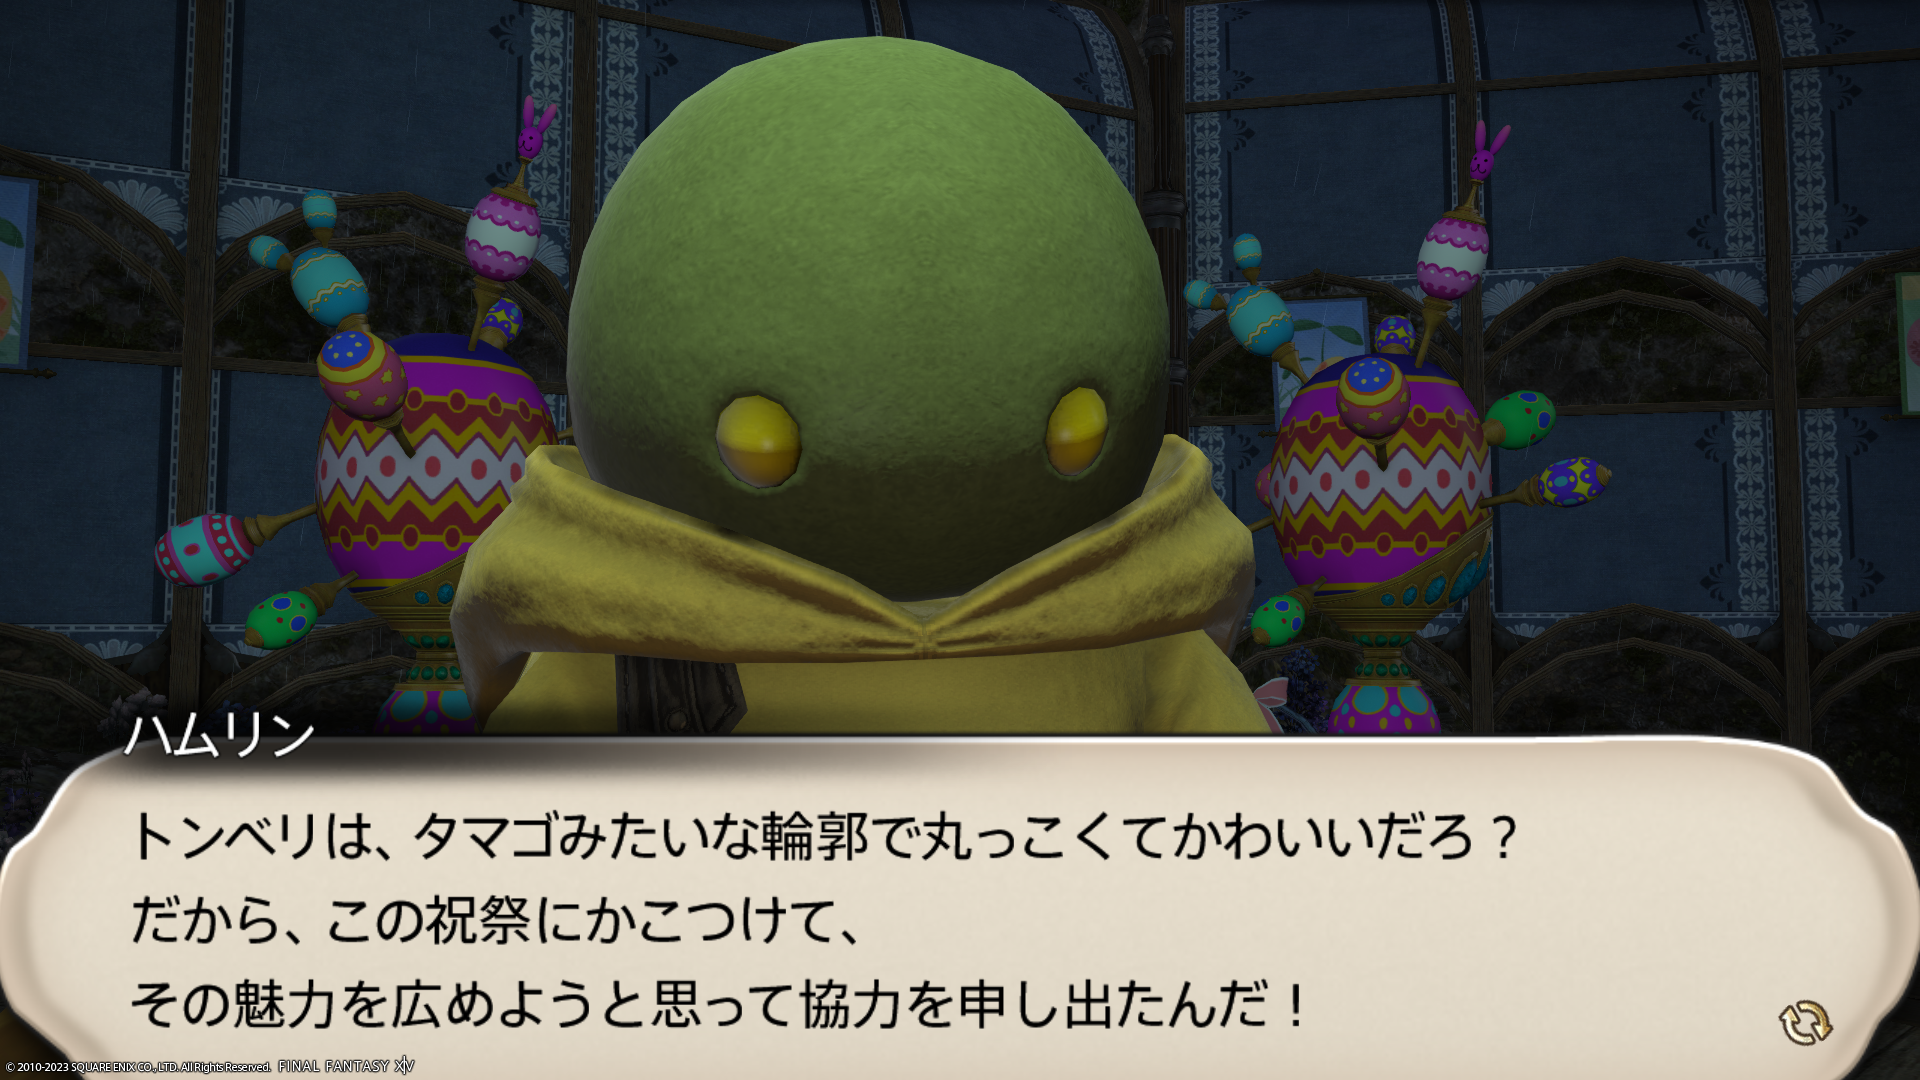 ハムリン
トンベリは、タマゴみたいな輪郭で丸っこくてかわいいだろ？
だから、この祝祭にかこつけて、
その魅力を広めようと思って協力を申し出たんだ！
© 2010-2023 SQUARE ENIX CO., LTD. All Rights Reserved. FINAL FANTASY XIV